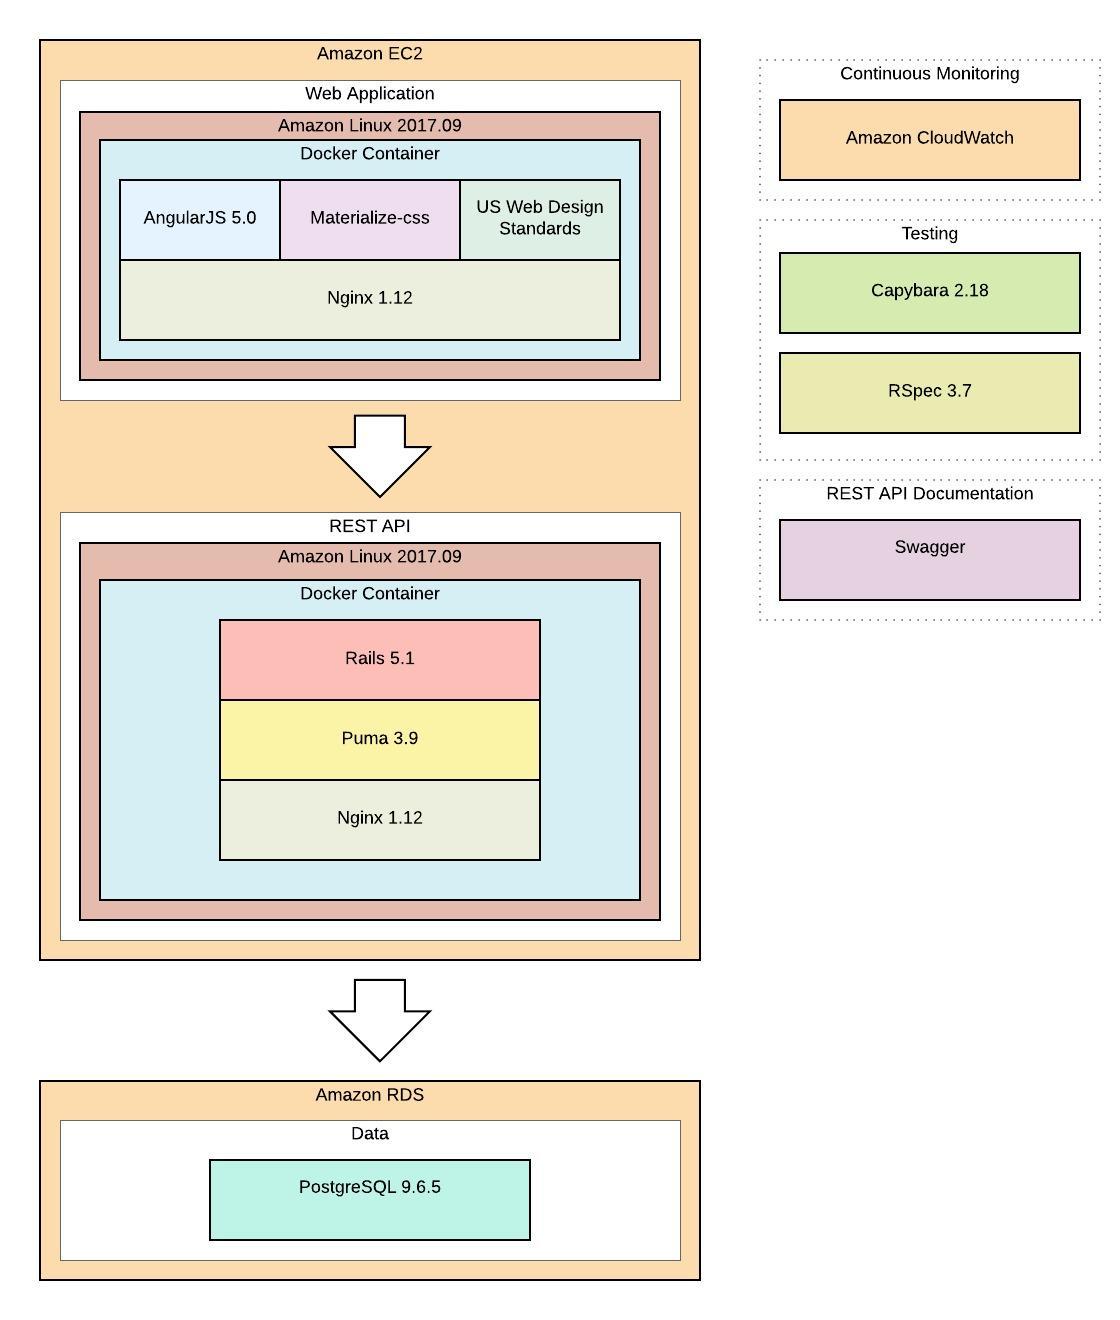 Amazon EC2
Web Application
Amazon Linux 2017.09
Docker Container
AngularJS 5.0
Materialize-css
US Web Design
Standards
Nginx 1.12
REST API
Amazon Linux 2017.09
Docker Container
Rails 5.1
Puma 3.9
Nginx 1.12
Amazon RDS
Data
PostgreSQL 9.6.5
Continuous Monitoring
Amazon CloudWatch
Testing
Capybara 2.18
RSpec 3.7
REST API Documentation
Swagger